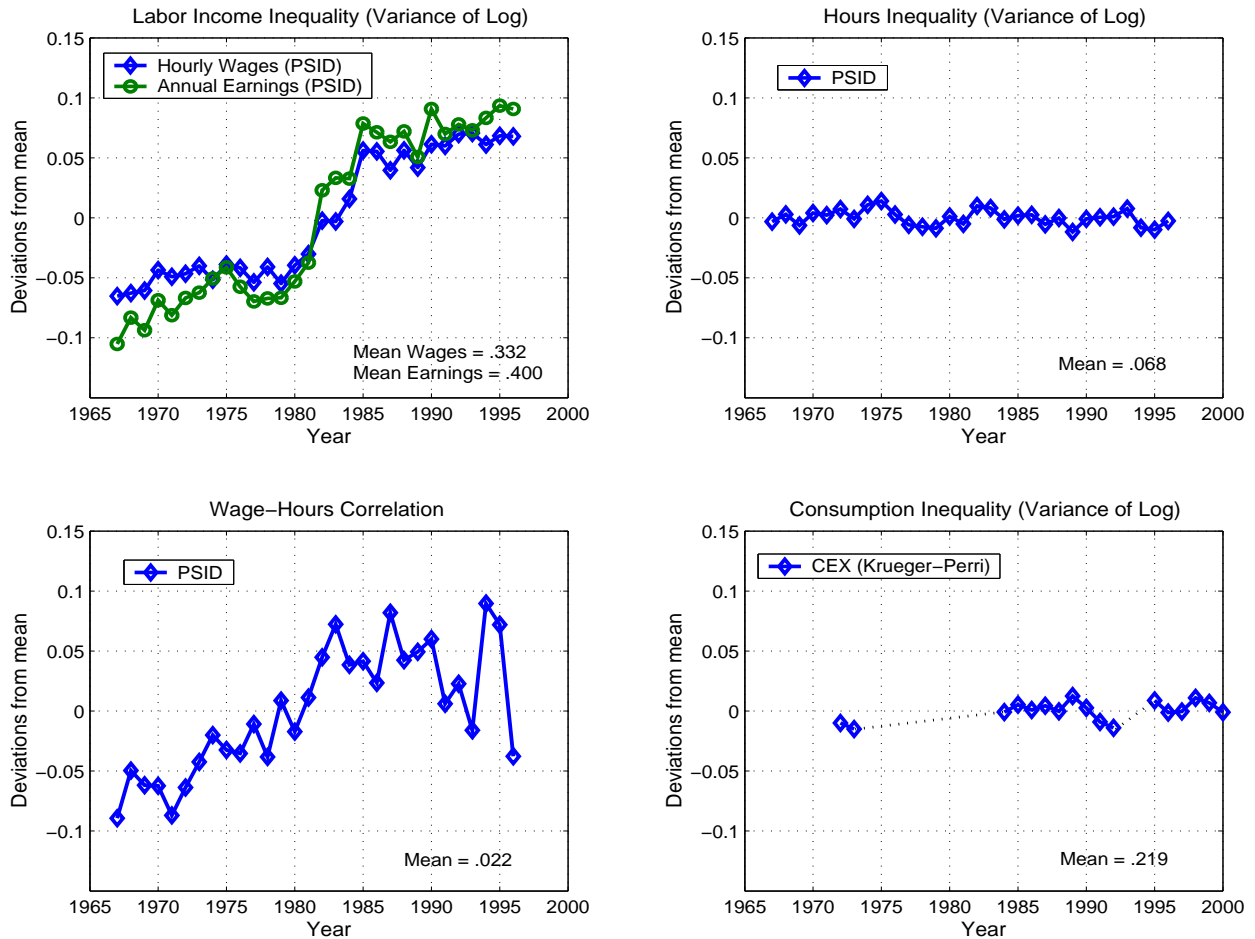 Labor Income Inequality (Variance of Log)
0.15
0.1
0.05
0
−0.05
−0.1
Deviations from mean
Hourly Wages (PSID)
Annual Earnings (PSID)
Mean Wages = .332
Mean Earnings = .400
1965 1970 1975 1980 1985 1990 1995 2000
Year
Hours Inequality (Variance of Log)
0.15
0.1
0.05
0
−0.05
−0.1
Deviations from mean
PSID
Mean = .068
1965 1970 1975 1980 1985 1990 1995 2000
Year
Wage−Hours Correlation
0.15
0.1
0.05
0
−0.05
−0.1
Deviations from mean
PSID
Mean = .022
1965 1970 1975 1980 1985 1990 1995 2000
Year
Consumption Inequality (Variance of Log)
0.15
0.1
0.05
0
−0.05
−0.1
Deviations from mean
CEX (Krueger−Perri)
Mean = .219
1965 1970 1975 1980 1985 1990 1995 2000
Year